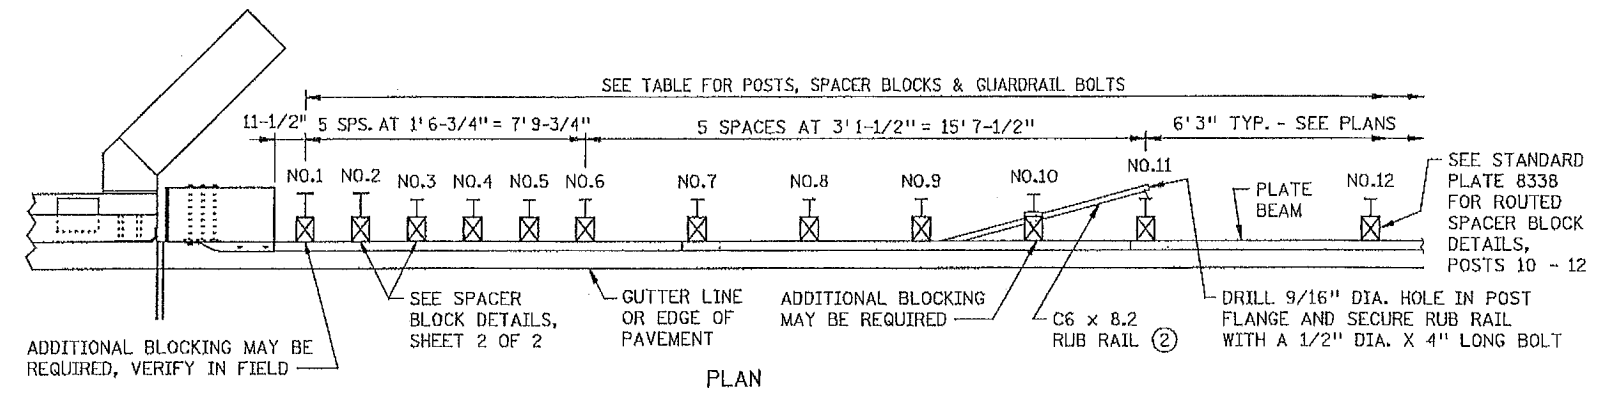 SEE TABLE FOR POSTS, SPACER BLOCKS & GUARDRAIL BOLTS
11-1/2"
5 SPS. AT 1'6-3/4" = 7'9-3/4"
5 SPACES AT 3'1-1/2" = 15'7-1/2"
6'3" TYP. - SEE PLANS
NO.1
NO.2
NO.3
NO.4
NO.5
NO.6
NO.7
NO.8
NO.9
NO.10
NO.11
NO.12
PLATE
BEAM
SEE STANDARD
PLATE 8338
FOR ROUTED
SPACER BLOCK
DETAILS,
POSTS 10 - 12
SEE SPACER
BLOCK DETAILS,
SHEET 2 OF 2
GUTTER LINE
OR EDGE OF
PAVEMENT
ADDITIONAL BLOCKING
MAY BE REQUIRED
C6 x 8.2
RUB RAIL 2
DRILL 9/16" DIA. HOLE IN POST
FLANGE AND SECURE RUB RAIL
WITH A 1/2" DIA. X 4" LONG BOLT
ADDITIONAL BLOCKING MAY BE
REQUIRED, VERIFY IN FIELD
PLAN